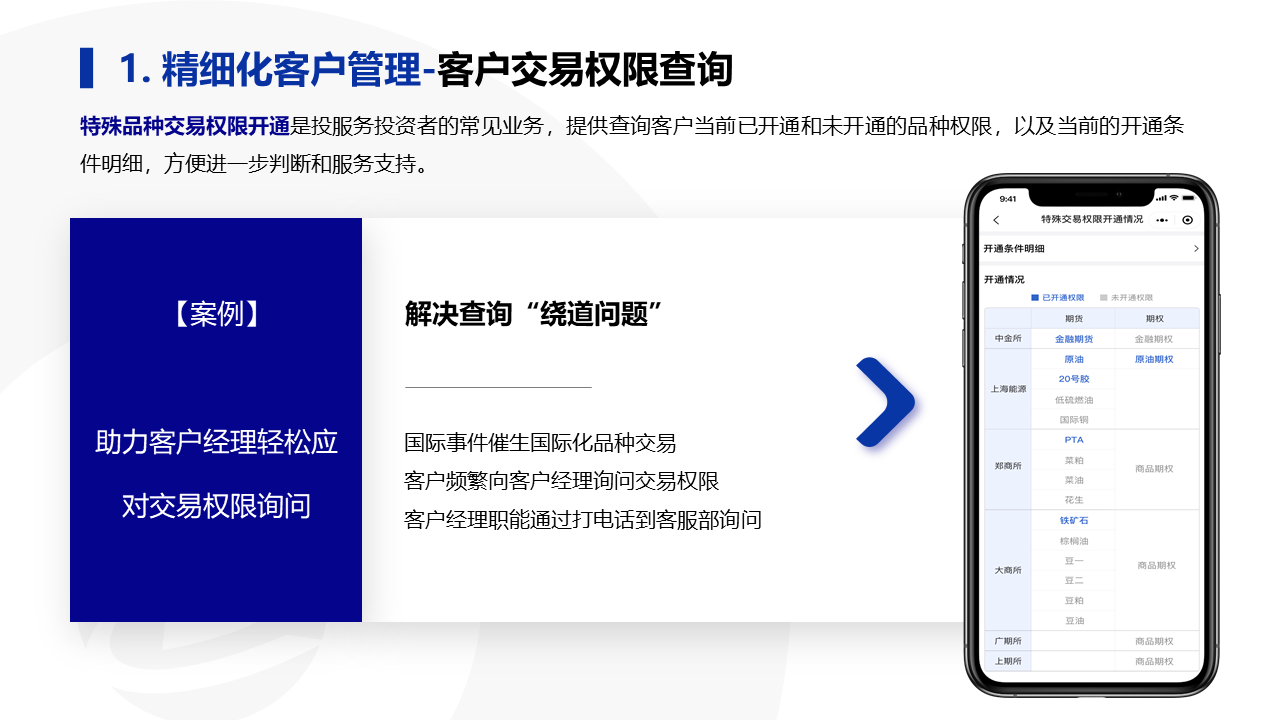 1. 精细化客户管理-客户交易权限查询
特殊品种交易权限开通是投服务投资者的常见业务，提供查询客户当前已开通和未开通的品种权限，以及当前的开通条
件明细，方便进一步判断和服务支持。
【案例】
助力客户经理轻松应
对交易权限询问
解决查询“绕道问题”
国际事件催生国际化品种交易
客户频繁向客户经理询问交易权限
客户经理职能通过打电话到客服部询问
9:41
特殊交易权限开通情况
开通条件明细
开通情况
已开通权限 未开通权限
期货 期权
中金所 金融期货 金融期权
原油 原油期权
20号胶
上海能源
低硫燃油
国际铜
PTA
菜粕
郑商所 商品期权
菜油
花生
铁矿石
棕榈油
豆一
大商所 商品期权
豆二
豆粕
豆油
广期所 商品期权
上期所 商品期权